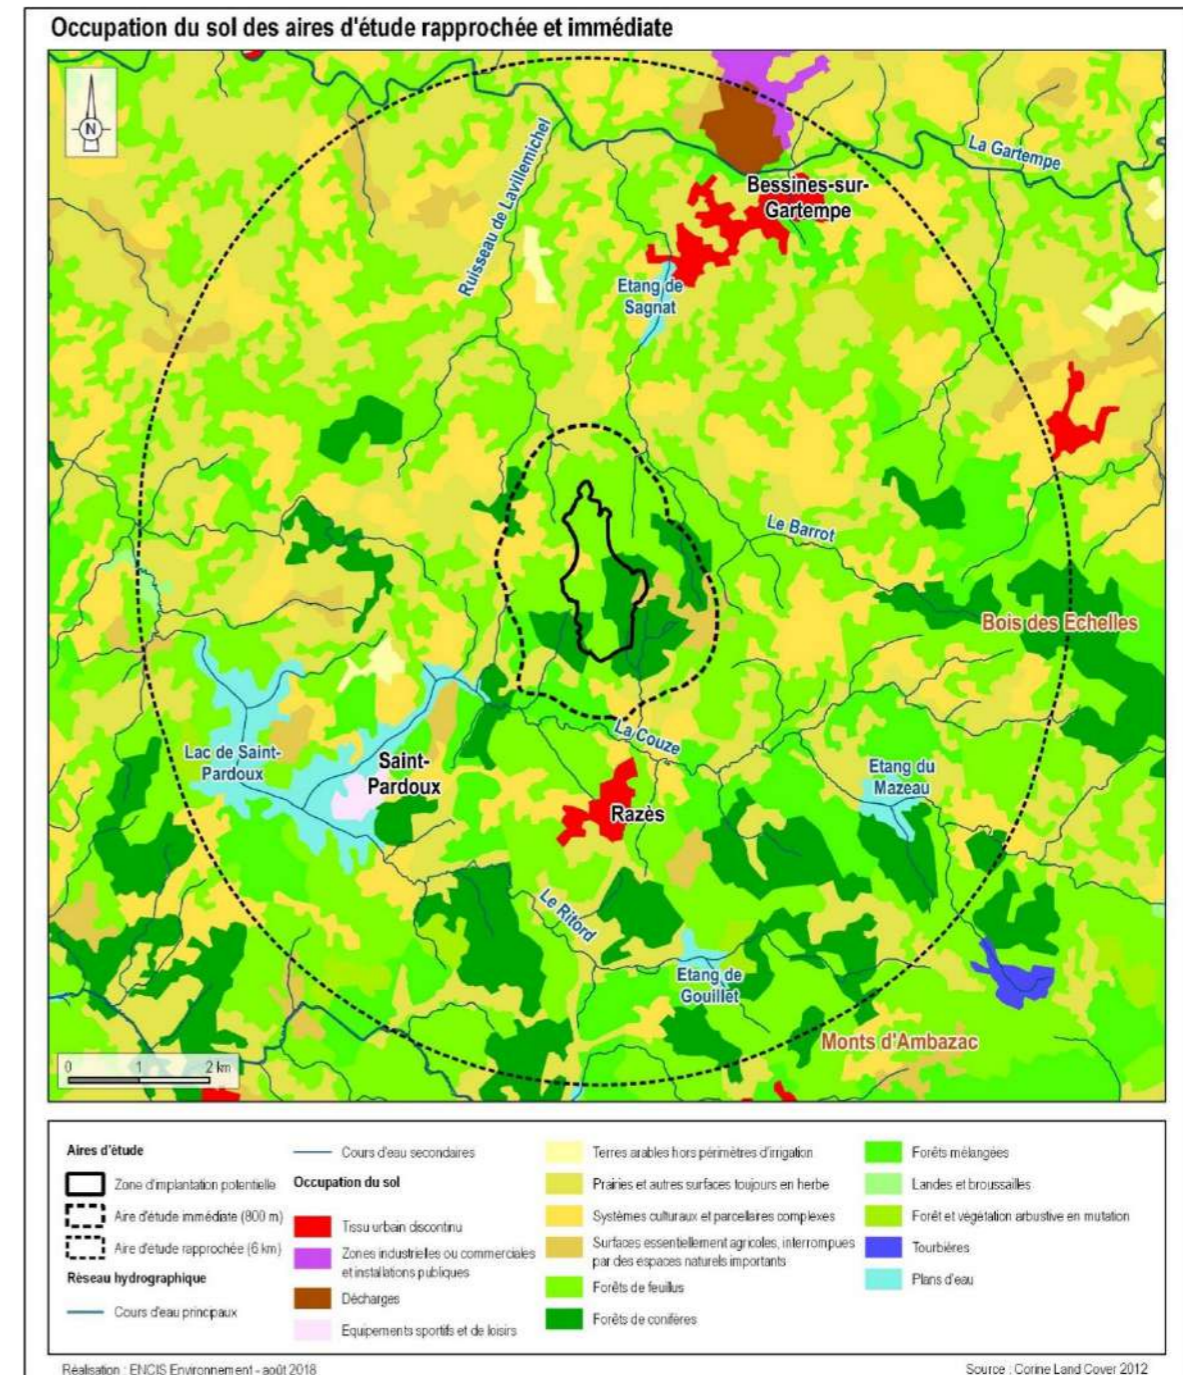 Occupation du sol des aires d'étude rapprochée et immédiate
N
Ruisseau de Lavillemichel
La Gartempe
Bessines-sur-
Gartempe
Etang de
Sagnat
Le Barrot
Bois des Echelles
La Couze
Lac de Saint-
Pardoux
Saint-
Pardoux
Etang du
Mazeau
Razès
Le Ritord
Etang de
Gouillet
Monts d'Ambazac
0 1 2 km
Aires d'étude
Zone d'implantation potentielle
Aire d'étude immédiate (800 m)
Aire d'étude rapprochée (6 km)
Réseau hydrographique
Cours d'eau principaux
Cours d'eau secondaires
Occupation du sol
Tissu urbain discontinu
Zones industrielles ou commerciales
et installations publiques
Décharges
Equipements sportifs et de loisirs
Terres arables hors périmètres d'irrigation
Prairies et autres surfaces toujours en herbe
Systèmes culturaux et parcellaires complexes
Surfaces essentiellement agricoles, interrompues
par des espaces naturels importants
Forêts de feuillus
Forêts de conifères
Forêts mélangées
Landes et broussailles
Forêt et végétation arbustive en mutation
Tourbières
Plans d'eau
Réalisation : ENCIS Environnement - août 2018
Source : Corine Land Cover 2012